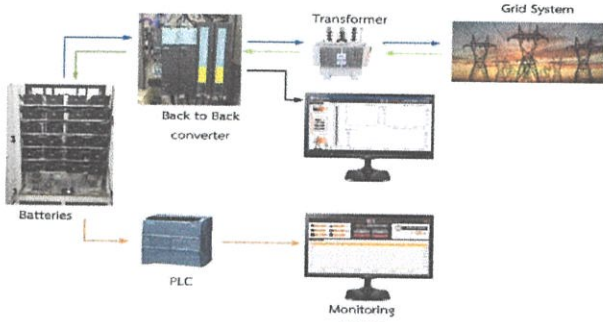 Grid System
Transformer
Back to Back
converter
Batteries
PLC
Monitoring